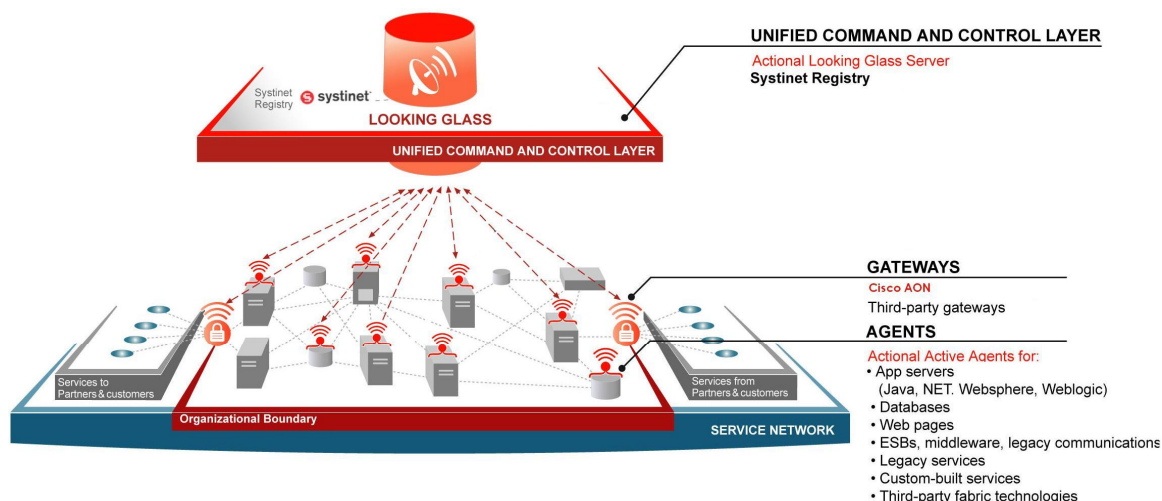 UNIFIED COMMAND AND CONTROL LAYER
Actional Looking Glass Server
Systinet Registry
Systinet
Registry
systinet
LOOKING GLASS
UNIFIED COMMAND AND CONTROL LAYER
GATEWAYS
Cisco AON
Third-party gateways
AGENTS
Actional Active Agents for:
• App servers
(Java, NET. Websphere, Weblogic)
• Databases
• Web pages
• ESBs, middleware, legacy communications
• Legacy services
• Custom-built services
• Third-party fabric technologies
Services to
Partners & customers
Services from
Partners & customers
Organizational Boundary
SERVICE NETWORK